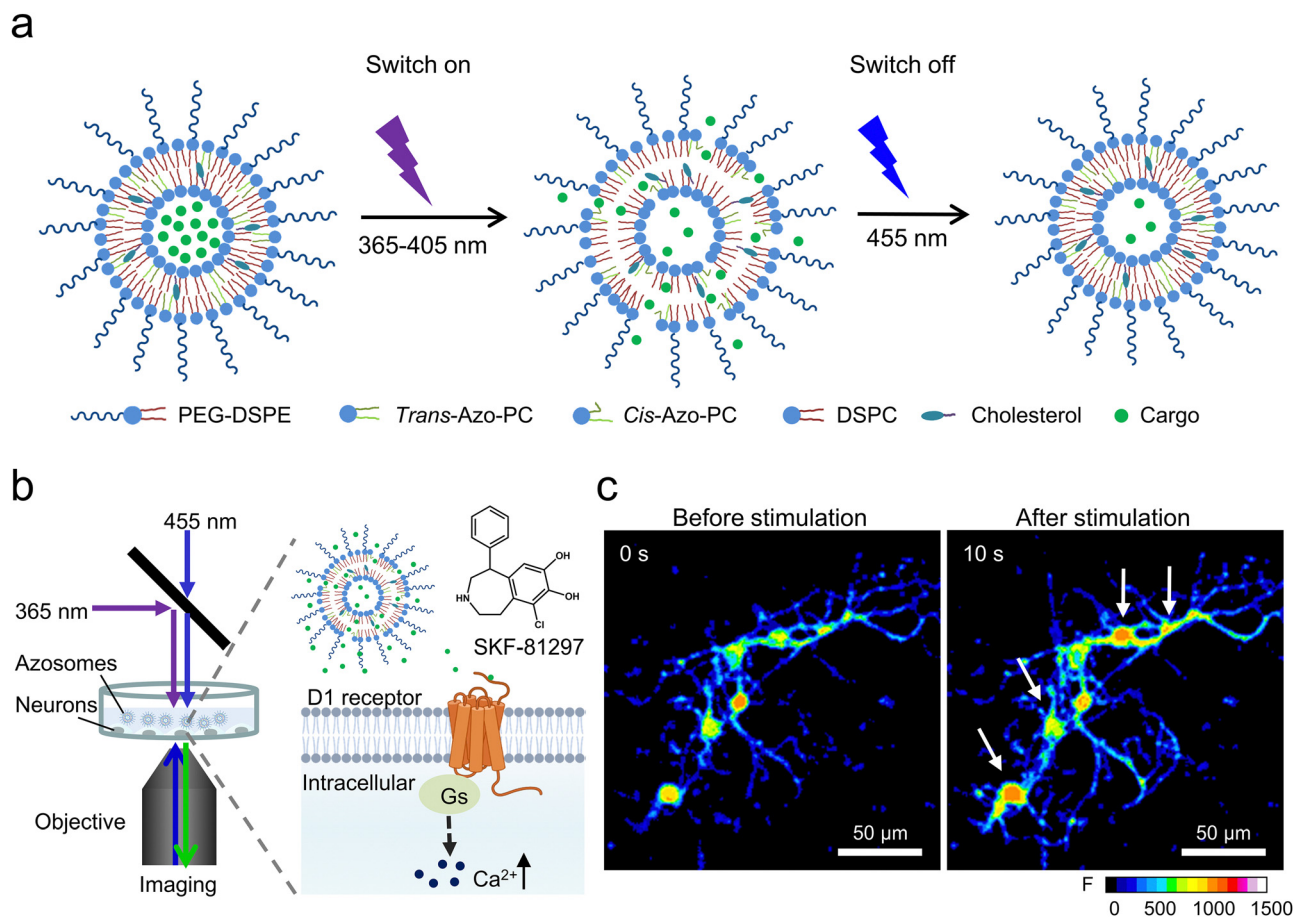 a
Switch on
Switch off
365-405 nm
455 nm
PEG-DSPE
Trans-Azo-PC
Cis-Azo-PC
DSPC
Cholesterol
Cargo
b
455 nm
365 nm
Azosomes
Neurons
Objective
Imaging
OH
OH
HN
Cl
SKF-81297
D1 receptor
Intracellular
Gs
Ca²⁺
c
Before stimulation
After stimulation
0 s
10 s
50 µm
50 µm
F
0 500 1000 1500